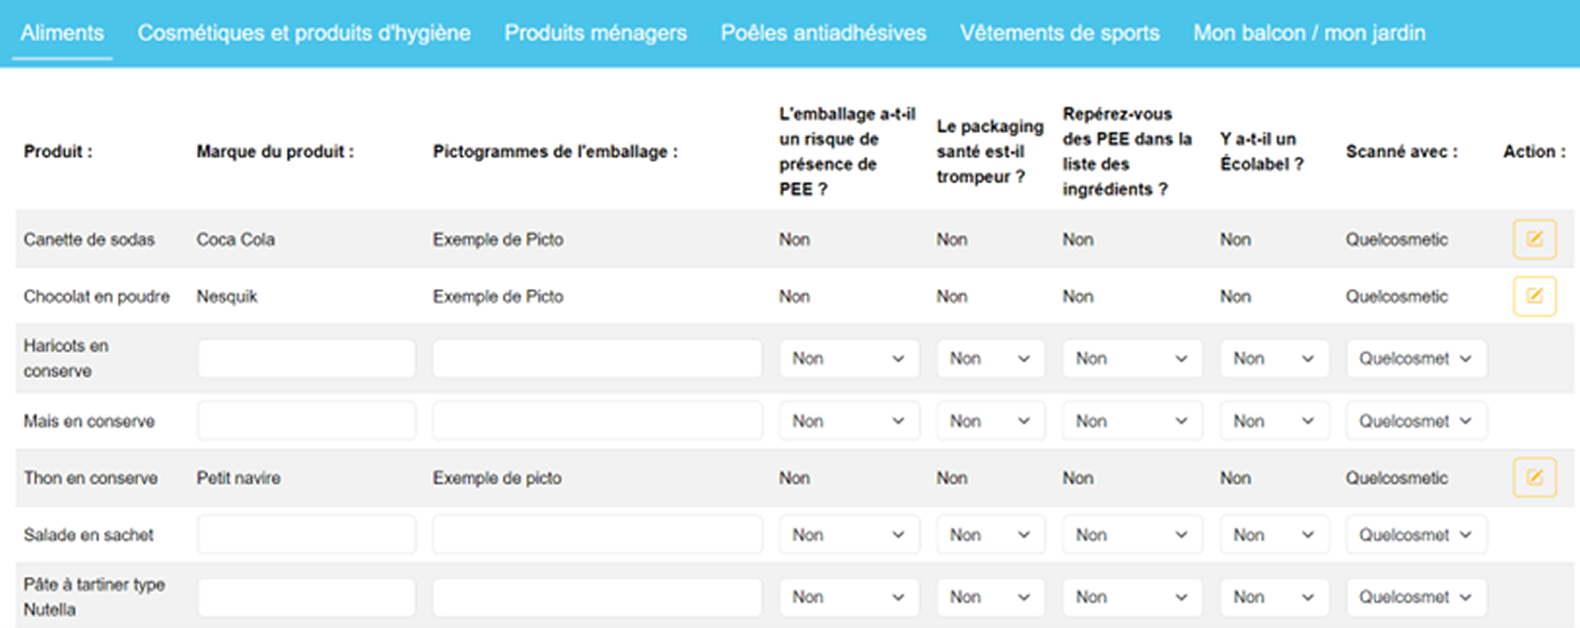 Aliments Cosmétiques et produits d'hygiène Produits ménagers Poêles antiadhésives Vêtements de sports Mon balcon / mon jardin
Produit :
Marque du produit :
Pictogrammes de l'emballage :
L'emballage a-t-il
un risque de
présence de
PEE ?
Le packaging
santé est-il
trompeur ?
Repérez-vous
des PEE dans la
liste des
ingrédients ?
Y a-t-il un
Écolabel ?
Scanné avec :
Action :
Canette de sodas Coca Cola Exemple de Picto Non Non Non Non Quelcosmetic
Chocolat en poudre Nesquik Exemple de Picto Non Non Non Non Quelcosmetic
Haricots en
conserve
Non Non Non Non Quelcosmet
Mais en conserve Non Non Non Non Quelcosmet
Thon en conserve Petit navire Exemple de picto Non Non Non Non Quelcosmetic
Salade en sachet Non Non Non Non Quelcosmet
Pâte à tartiner type
Nutella
Non Non Non Non Quelcosmet